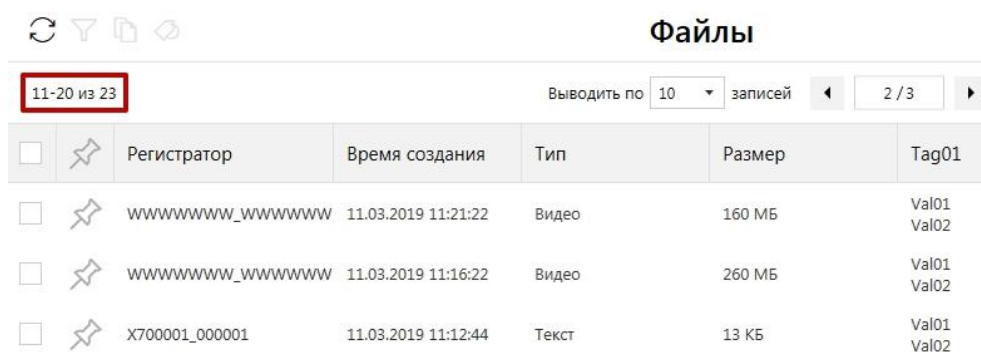 Файлы
11-20 из 23 Выводить по 10 записей 2 / 3
Регистратор Время создания Тип Размер Tag01
WWWWWWW_WWWWWW 11.03.2019 11:21:22 Видео 160 МБ Val01
Val02
WWWWWWW_WWWWWW 11.03.2019 11:16:22 Видео 260 МБ Val01
Val02
X700001_000001 11.03.2019 11:12:44 Текст 13 КБ Val01
Val02